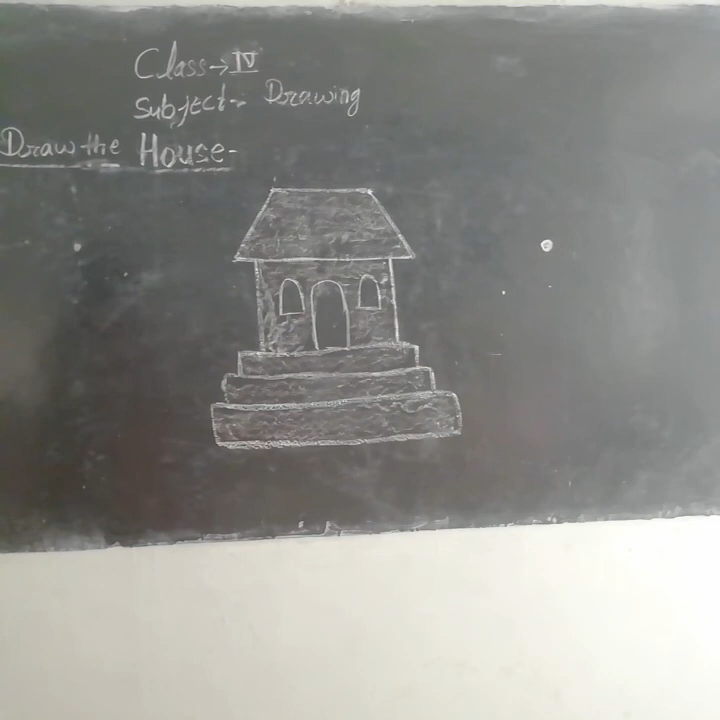 Class→IV
Subject- Drawing
Draw the House-